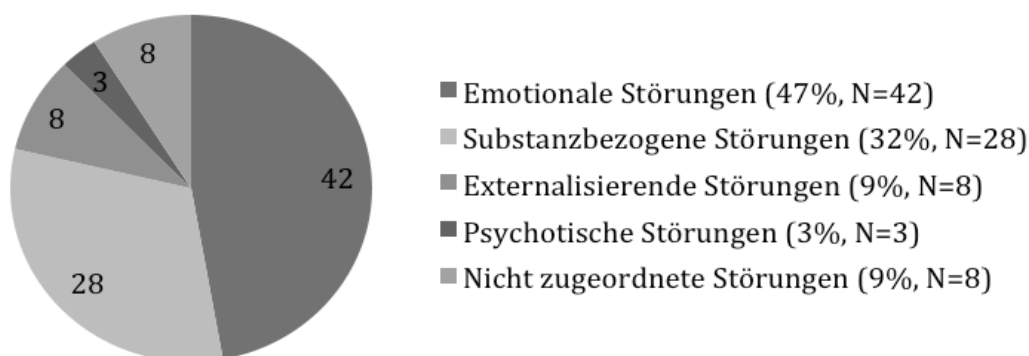 8
3
8
42
28
Emotionale Störungen (47%, N=42)
Substanzbezogene Störungen (32%, N=28)
Externalisierende Störungen (9%, N=8)
Psychotische Störungen (3%, N=3)
Nicht zugeordnete Störungen (9%, N=8)